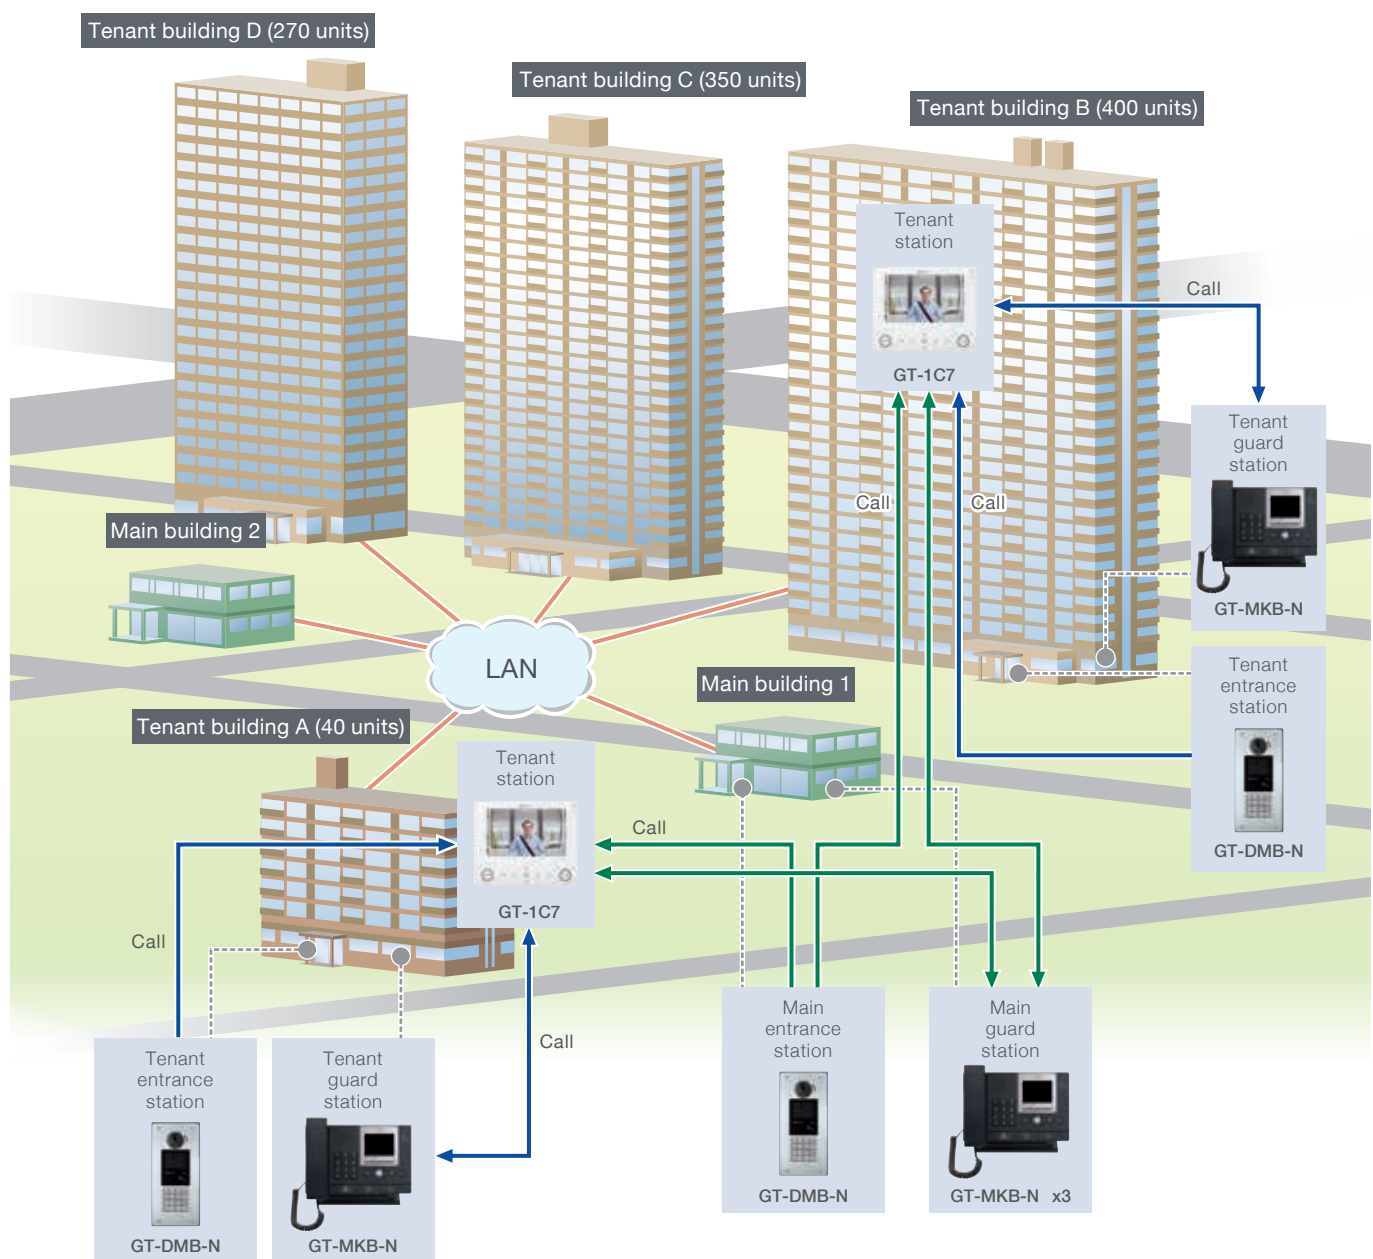 Tenant building D (270 units)
Tenant building C (350 units)
Tenant building B (400 units)
Tenant
station
GT-1C7
Call
Tenant
guard
station
GT-MKB-N
Call
Call
Main building 2
LAN
Main building 1
Tenant
entrance
station
GT-DMB-N
Tenant building A (40 units)
Tenant
station
GT-1C7
Call
Call
Call
Main
entrance
station
GT-DMB-N
Main
guard
station
GT-MKB-N x3
Tenant
entrance
station
GT-DMB-N
Tenant
guard
station
GT-MKB-N